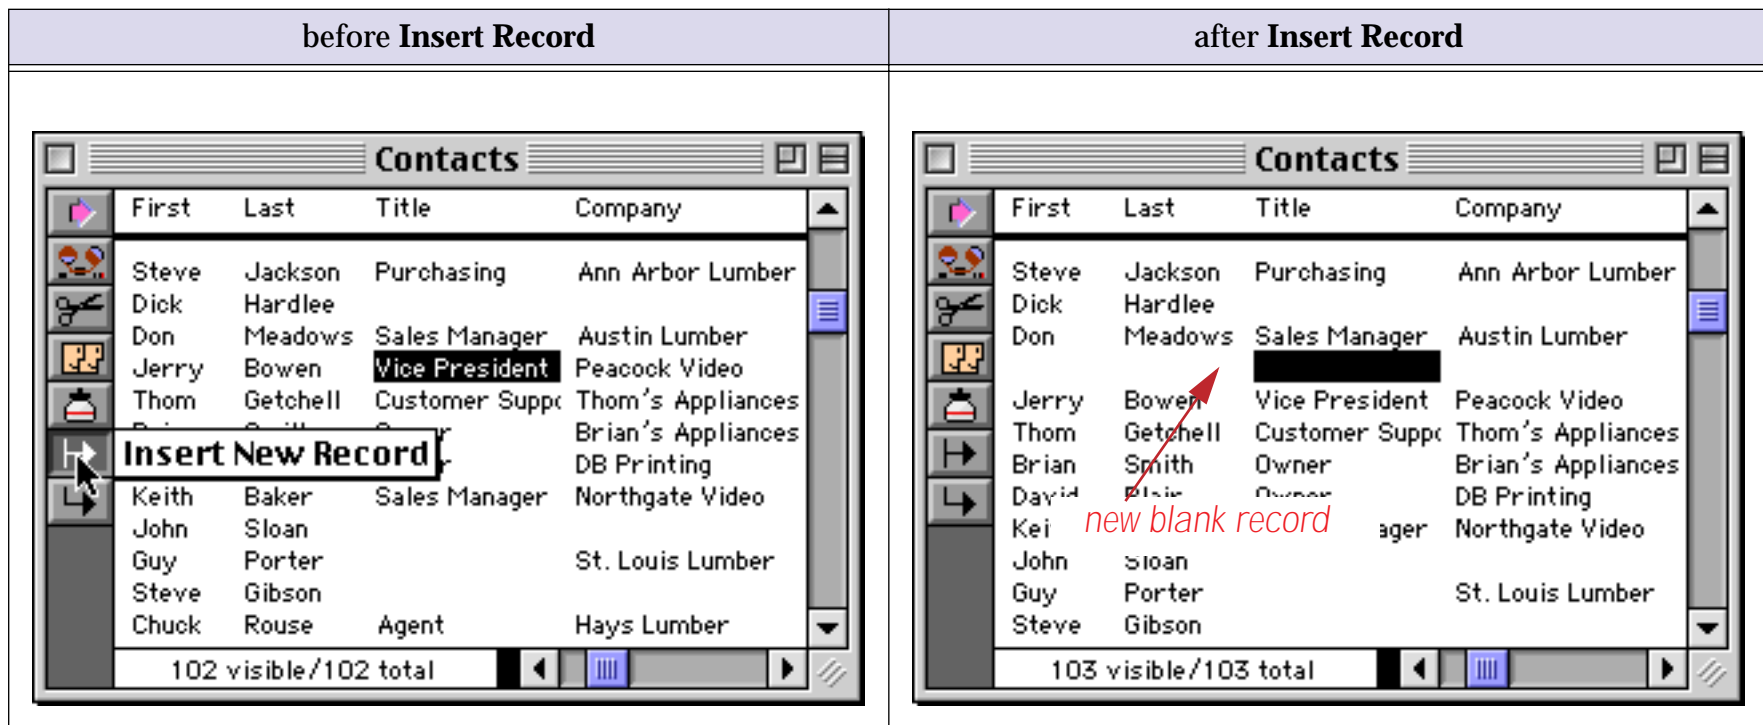 before Insert Record
after Insert Record
Contacts
First Last Title Company
Steve Jackson Purchasing Ann Arbor Lumber
Dick Hardlee
Don Meadows Sales Manager Austin Lumber
Jerry Bowen Vice President Peacock Video
Thom Getchell Customer Suppo Thom's Appliances
Brian's Appliances
Insert New Record
DB Printing
Keith Baker Sales Manager Northgate Video
John Sloan
Guy Porter St. Louis Lumber
Steve Gibson
Chuck Rouse Agent Hays Lumber
102 visible/102 total
Contacts
First Last Title Company
Steve Jackson Purchasing Ann Arbor Lumber
Dick Hardlee
Don Meadows Sales Manager Austin Lumber
Jerry Bowen Vice President Peacock Video
Thom Getchell Customer Suppo Thom's Appliances
Brian Smith Owner Brian's Appliances
David Blair Owner DB Printing
new blank record
Kei ager Northgate Video
John Sloan
Guy Porter St. Louis Lumber
Steve Gibson
103 visible/103 total